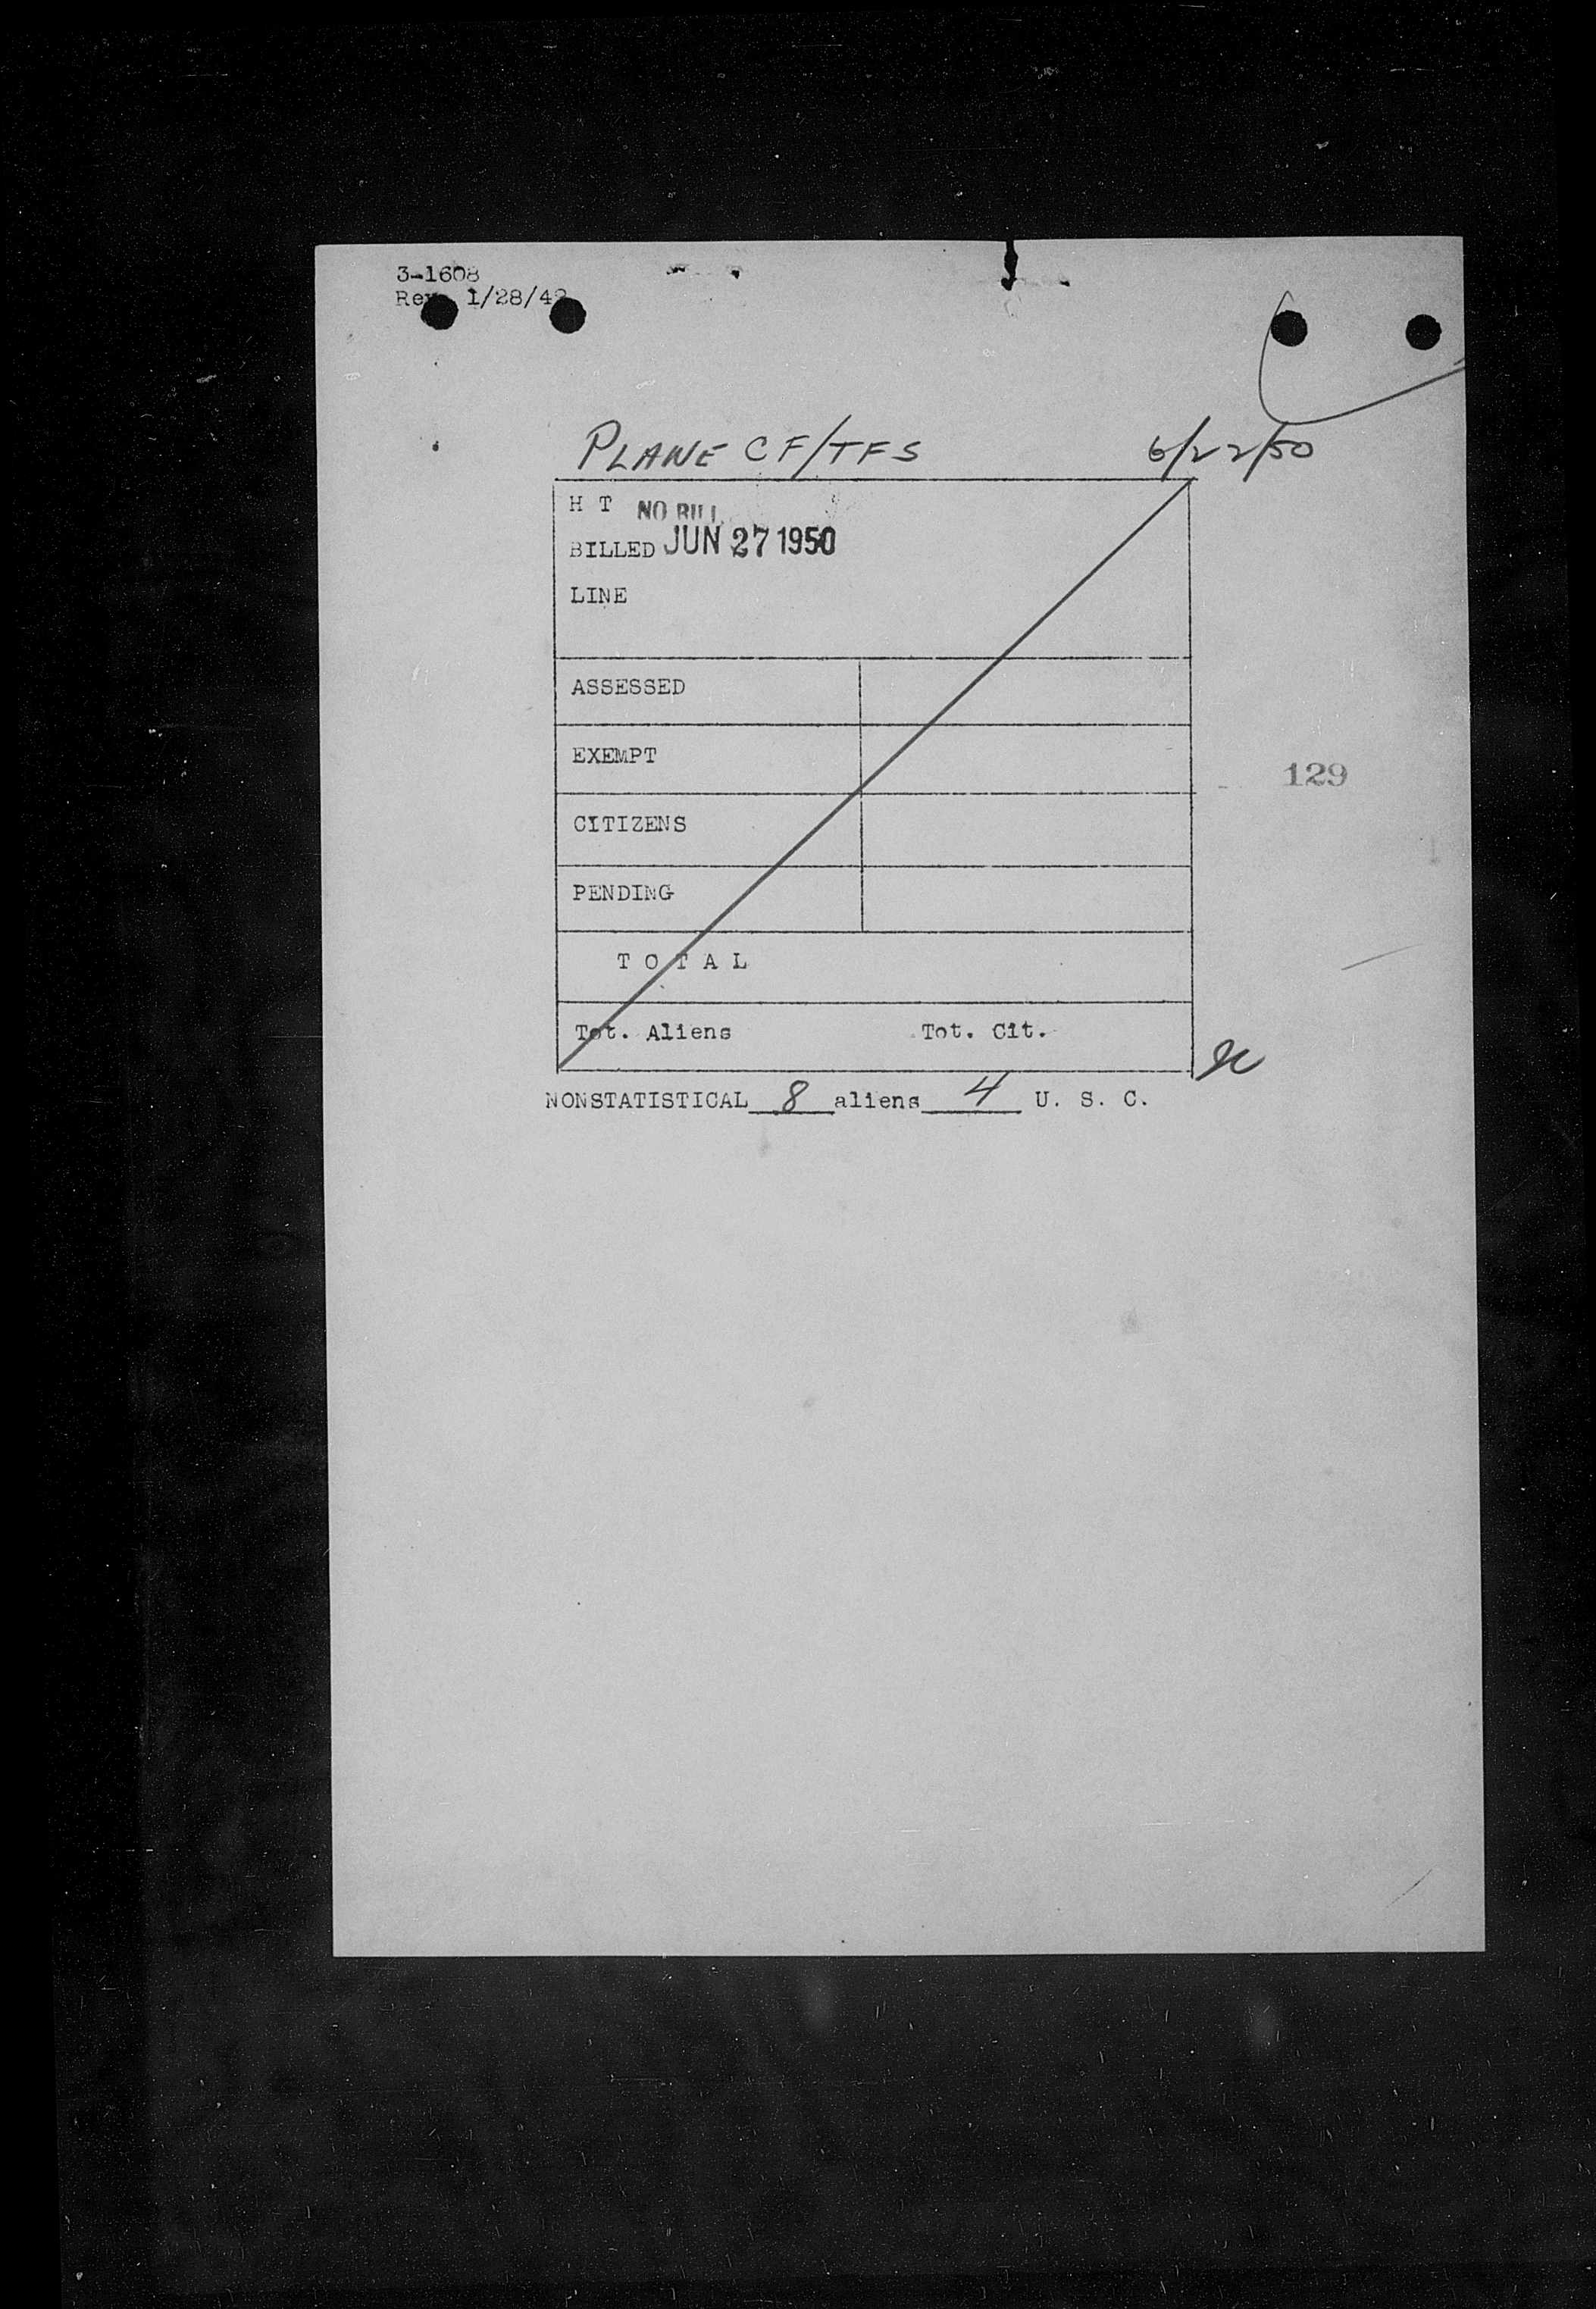 3-1608
Rev. 1/28/42
PLANE CF/TFS 6/22/50
H T NO BILL
BILLED JUN 27 1950
LINE
ASSESSED
EXEMPT
129
CITIZENS
PENDING
T O T A L
Tot. Aliens Tot. Cit.
NONSTATISTICAL 8 aliens 4 U. S. C.